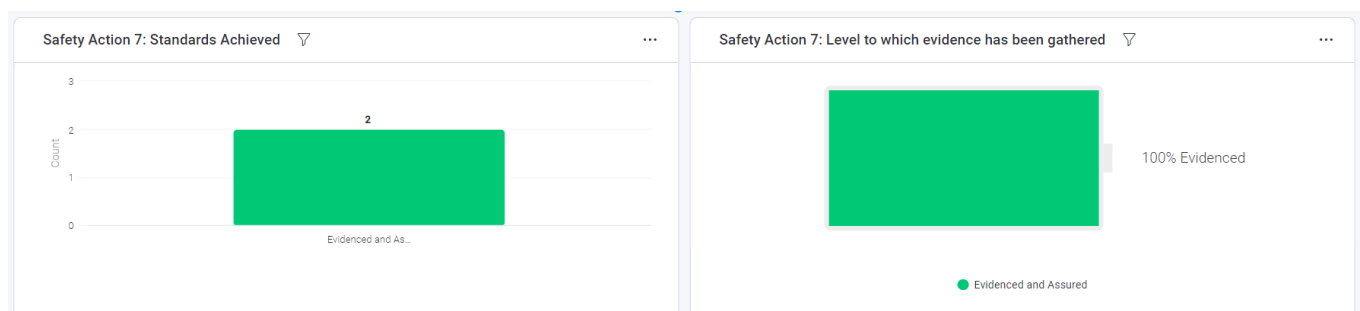 Safety Action 7: Standards Achieved
...
3
2
2
Count
1
0
Evidenced and As...
Safety Action 7: Level to which evidence has been gathered
...
100% Evidenced
Evidenced and Assured